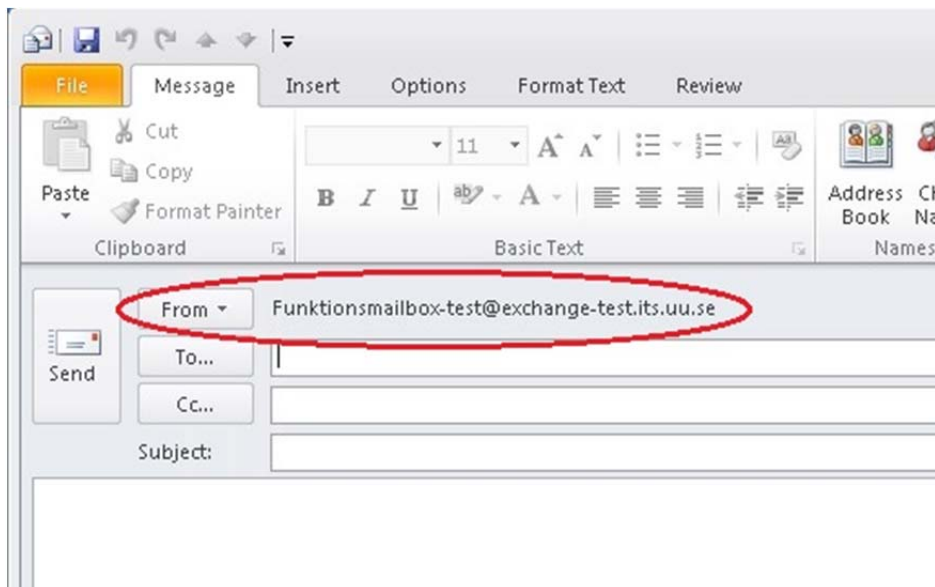 File Message Insert Options Format Text Review
Cut
Copy
Format Painter
Paste
11
B I U
Address Book
Clipboard Basic Text Names
From Funktionsmailbox-test@exchange-test.its.uu.se
To...
Send
Cc...
Subject: